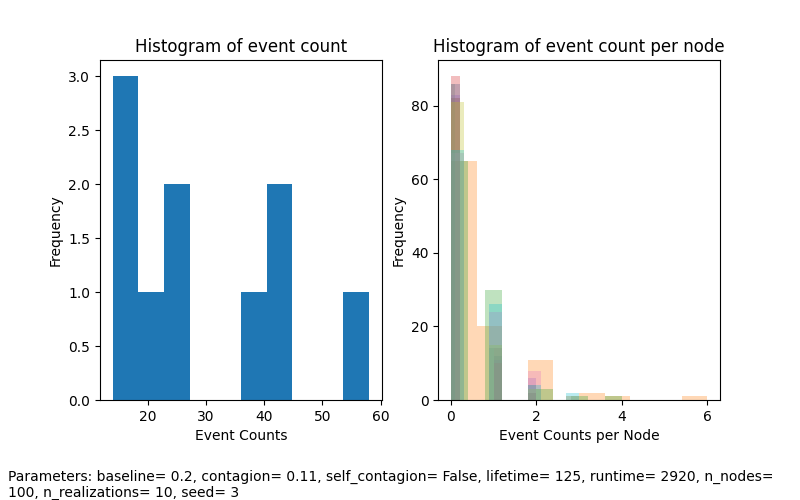 Histogram of event count
3.0
2.5
2.0
1.5
1.0
0.5
0.0
Frequency
20
30
40
50
60
Event Counts
Histogram of event count per node
80
60
40
20
0
Frequency
0
2
4
6
Event Counts per Node
Parameters: baseline= 0.2, contagion= 0.11, self_contagion= False, lifetime= 125, runtime= 2920, n_nodes=
100, n_realizations= 10, seed= 3